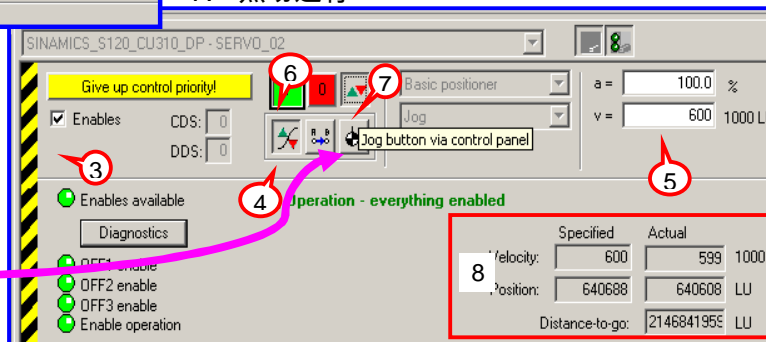 SINAMICS_S120_CU310_DP - SERVO_02
8
Give up control priority!
6
0
7
Basic positioner
a =
100.0
%
Enables
CDS:
0
Jog
v =
600
1000
DDS:
0
Jog button via control panel
3
4
5
Enables available
Operation - everything enabled
Diagnostics
Specified
Actual
OFF1 enable
8
Velocity:
600
599
1000
OFF2 enable
Position:
640688
640608
LU
OFF3 enable
Distance-to-go:
2146841959
LU
Enable operation